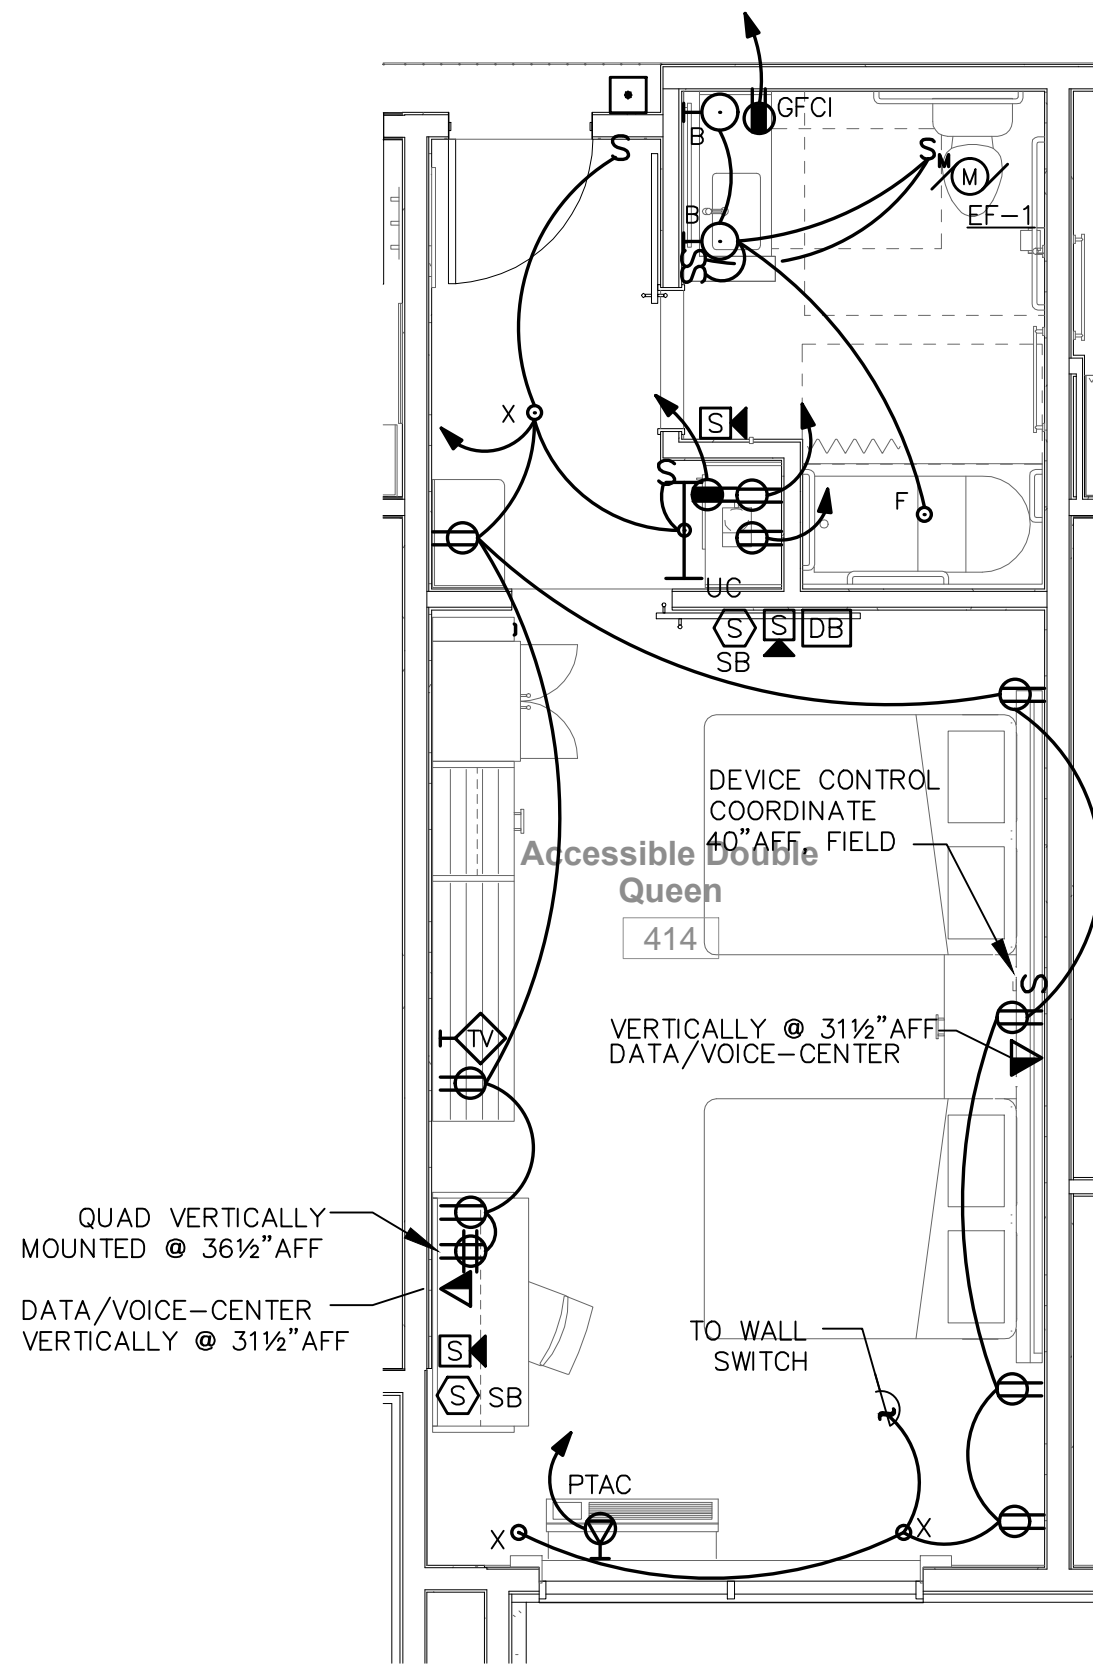 GFCI
B
S
SM
M
B
EF-1
S
S
X
S
S
F
UC
S
S
DB
SB
DEVICE CONTROL
COORDINATE
40"AFF, FIELD
Accessible Double
Queen
414
S
VERTICALLY @ 31½"AFF
DATA/VOICE-CENTER
TV
QUAD VERTICALLY
MOUNTED @ 36½"AFF
DATA/VOICE-CENTER
VERTICALLY @ 31½"AFF
S
S
SB
TO WALL
SWITCH
PTAC
X
X